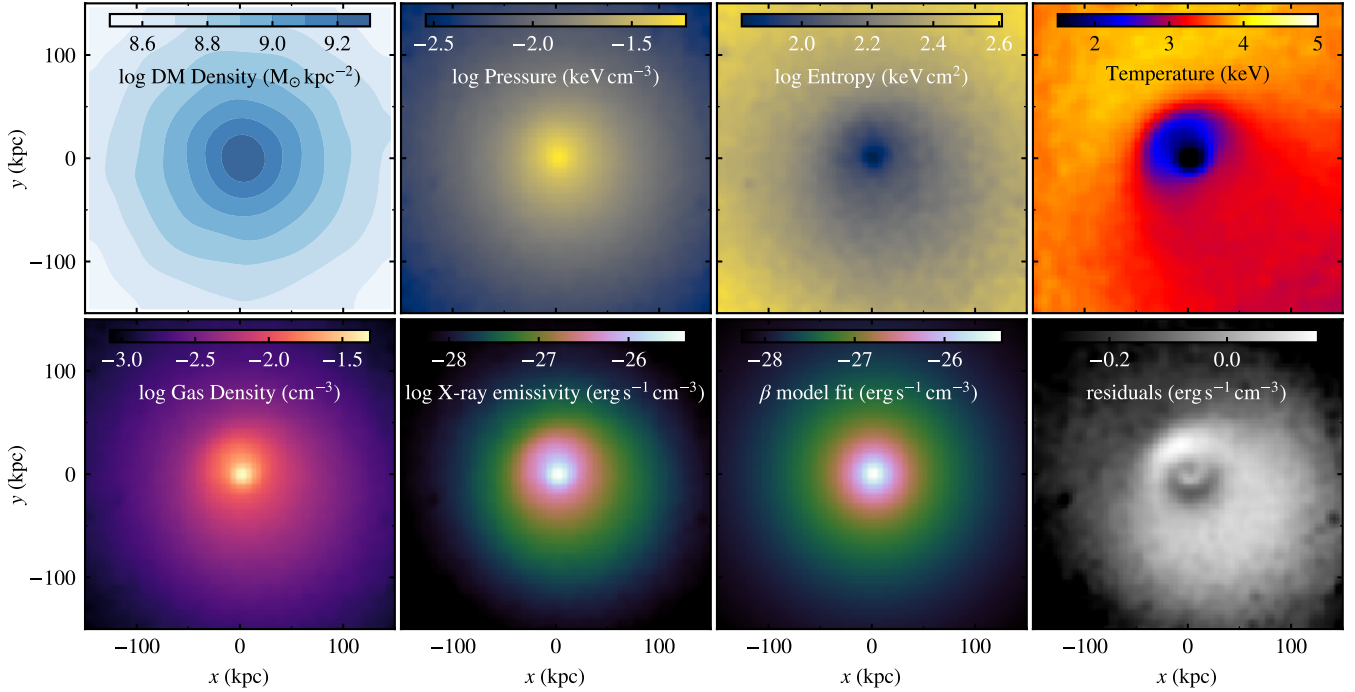 8.6 8.8 9.0 9.2
log DM Density (M⊙ kpc⁻²)
−2.5 −2.0 −1.5
log Pressure (keV cm⁻³)
2.0 2.2 2.4 2.6
log Entropy (keV cm²)
2 3 4 5
Temperature (keV)
100
0
−100
y (kpc)
−3.0 −2.5 −2.0 −1.5
log Gas Density (cm⁻³)
−28 −27 −26
log X-ray emissivity (erg s⁻¹ cm⁻³)
−28 −27 −26
β model fit (erg s⁻¹ cm⁻³)
−0.2 0.0
residuals (erg s⁻¹ cm⁻³)
100
0
−100
y (kpc)
−100 0 100
x (kpc)
−100 0 100
x (kpc)
−100 0 100
x (kpc)
−100 0 100
x (kpc)